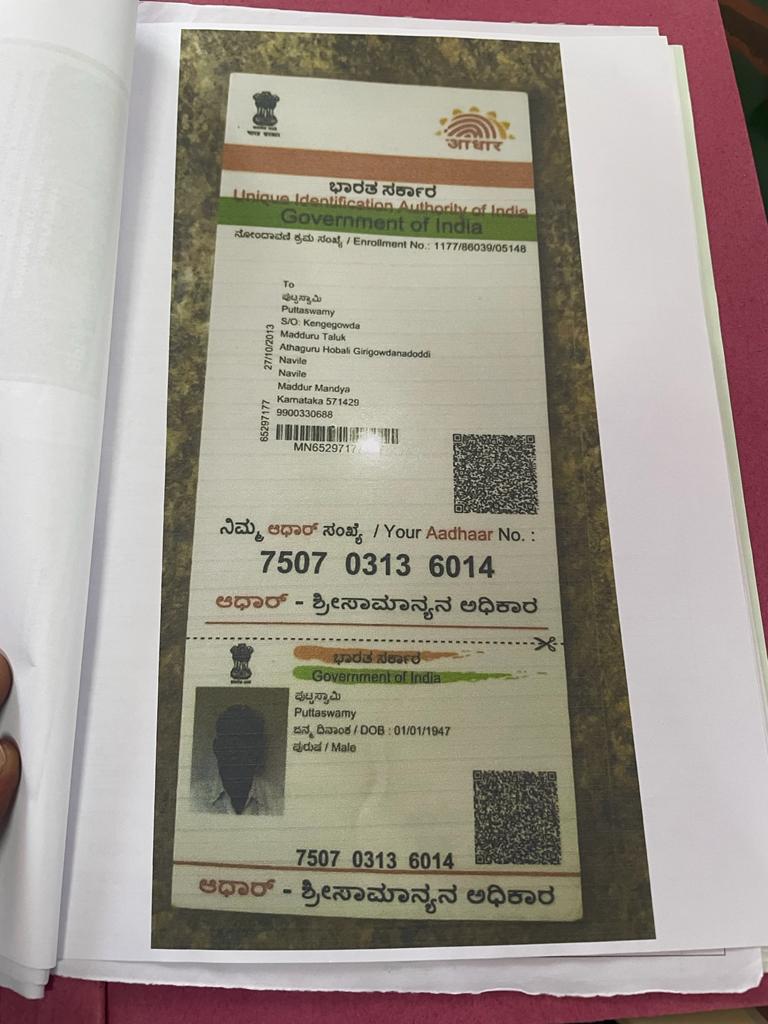 आधार
ಭಾರತ ಸರ್ಕಾರ
Unique Identification Authority of India
Government of India
ನೋಂದಾವಣಿ ಕ್ರಮ ಸಂಖ್ಯೆ / Enrollment No.: 1177/86039/05148
To
ಪುಟ್ಟಸ್ವಾಮಿ
Puttaswamy
S/O: Kengegowda
Madduru Taluk
Athaguru Hobali Girigowdanadoddi
Navile
Navile
Maddur Mandya
Karnataka 571429
9900330688
27/10/2013
65297177
MN6529717
ನಿಮ್ಮ ಆಧಾರ್ ಸಂಖ್ಯೆ / Your Aadhaar No. :
7507 0313 6014
ಆಧಾರ್ - ಶ್ರೀಸಾಮಾನ್ಯನ ಅಧಿಕಾರ
ಭಾರತ ಸರ್ಕಾರ
Government of India
ಪುಟ್ಟಸ್ವಾಮಿ
Puttaswamy
ಜನ್ಮ ದಿನಾಂಕ / DOB : 01/01/1947
ಪುರುಷ / Male
7507 0313 6014
ಆಧಾರ್ - ಶ್ರೀಸಾಮಾನ್ಯನ ಅಧಿಕಾರ